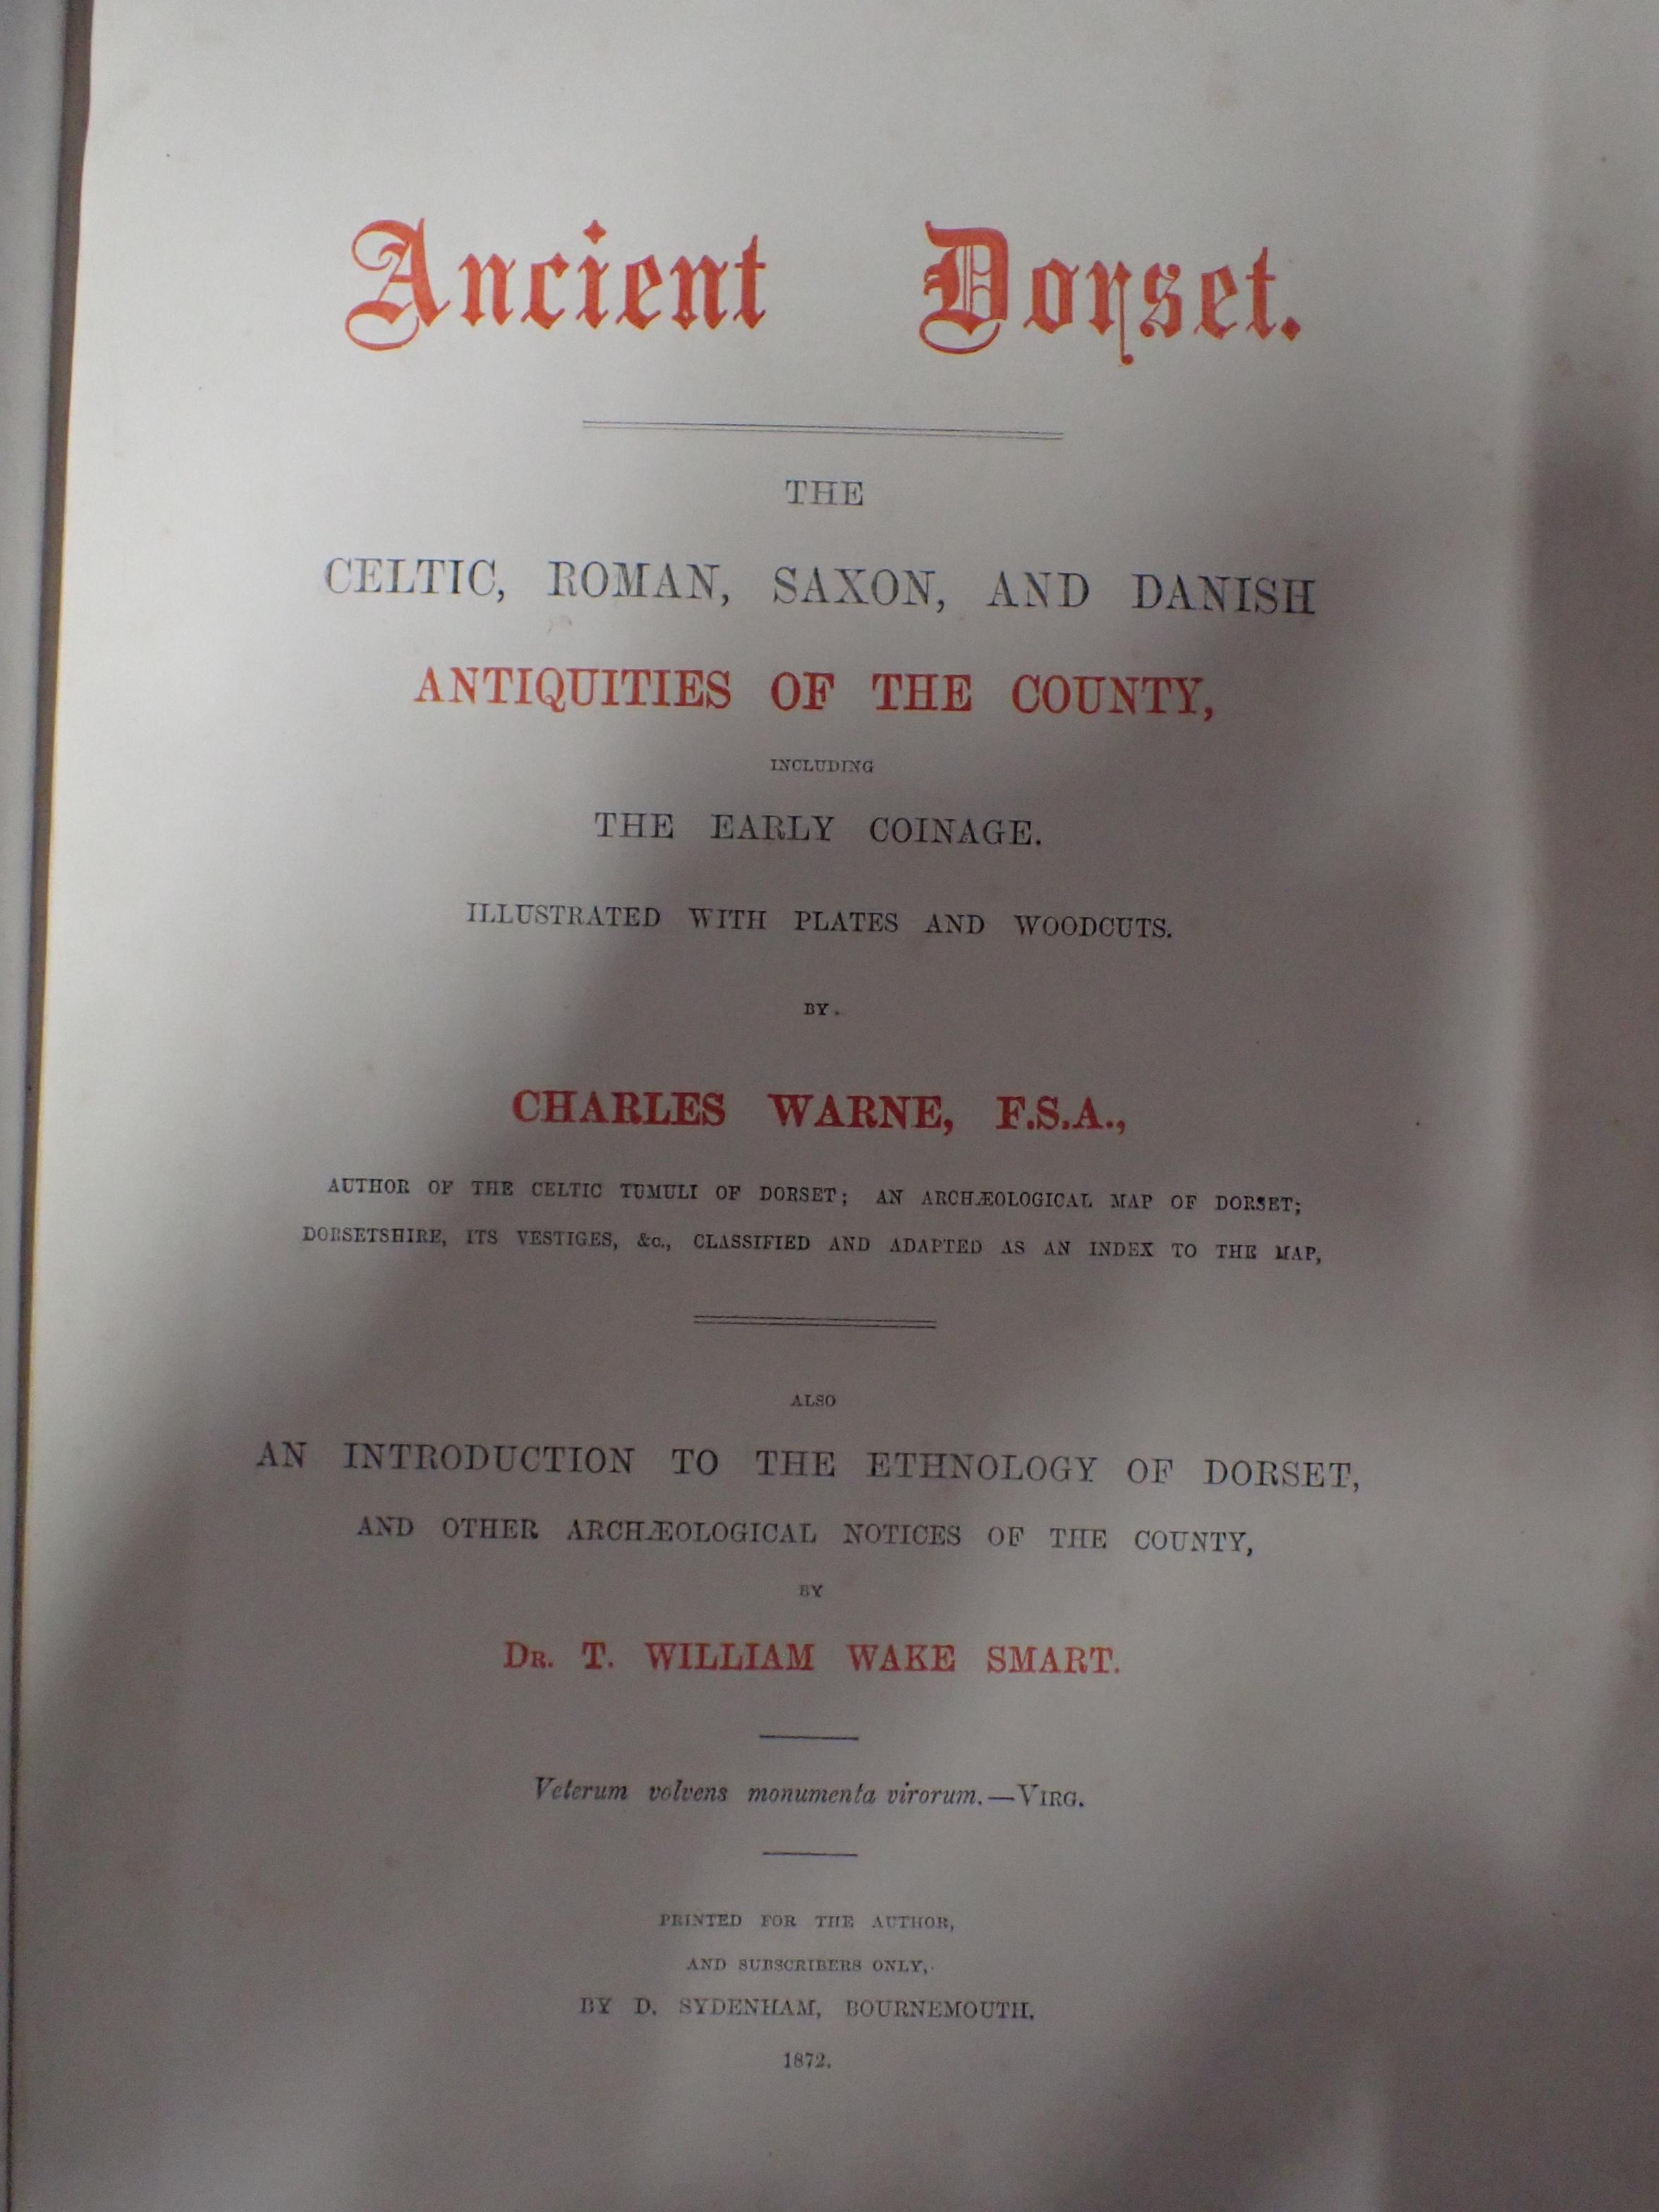 Ancient Dorset.
THE
CELTIC, ROMAN, SAXON, AND DANISH
ANTIQUITIES OF THE COUNTY,
INCLUDING
THE EARLY COINAGE.
ILLUSTRATED WITH PLATES AND WOODCUTS.
BY.
CHARLES WARNE, F.S.A.,
AUTHOR OF THE CELTIC TUMULI OF DORSET; AN ARCHÆOLOGICAL MAP OF DORSET;
DORSETSHIRE, ITS VESTIGES, &c., CLASSIFIED AND ADAPTED AS AN INDEX TO THE MAP,
ALSO
AN INTRODUCTION TO THE ETHNOLOGY OF DORSET,
AND OTHER ARCHÆOLOGICAL NOTICES OF THE COUNTY,
BY
DR. T. WILLIAM WAKE SMART.
Veterum volvens monumenta virorum.—VIRG.
PRINTED FOR THE AUTHOR,
AND SUBSCRIBERS ONLY,
BY D. SYDENHAM, BOURNEMOUTH.
1872.